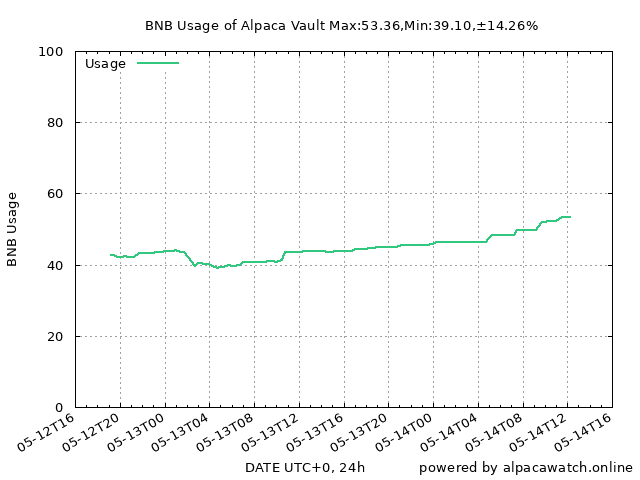 BNB Usage of Alpaca Vault Max:53.36,Min:39.10,±14.26%
100
80
60
40
20
0
BNB Usage
Usage
05-12T16
05-12T20
05-13T00
05-13T04
05-13T08
05-13T12
05-13T16
05-13T20
05-14T00
05-14T04
05-14T08
05-14T12
05-14T16
DATE UTC+0, 24h
powered by alpacawatch.online